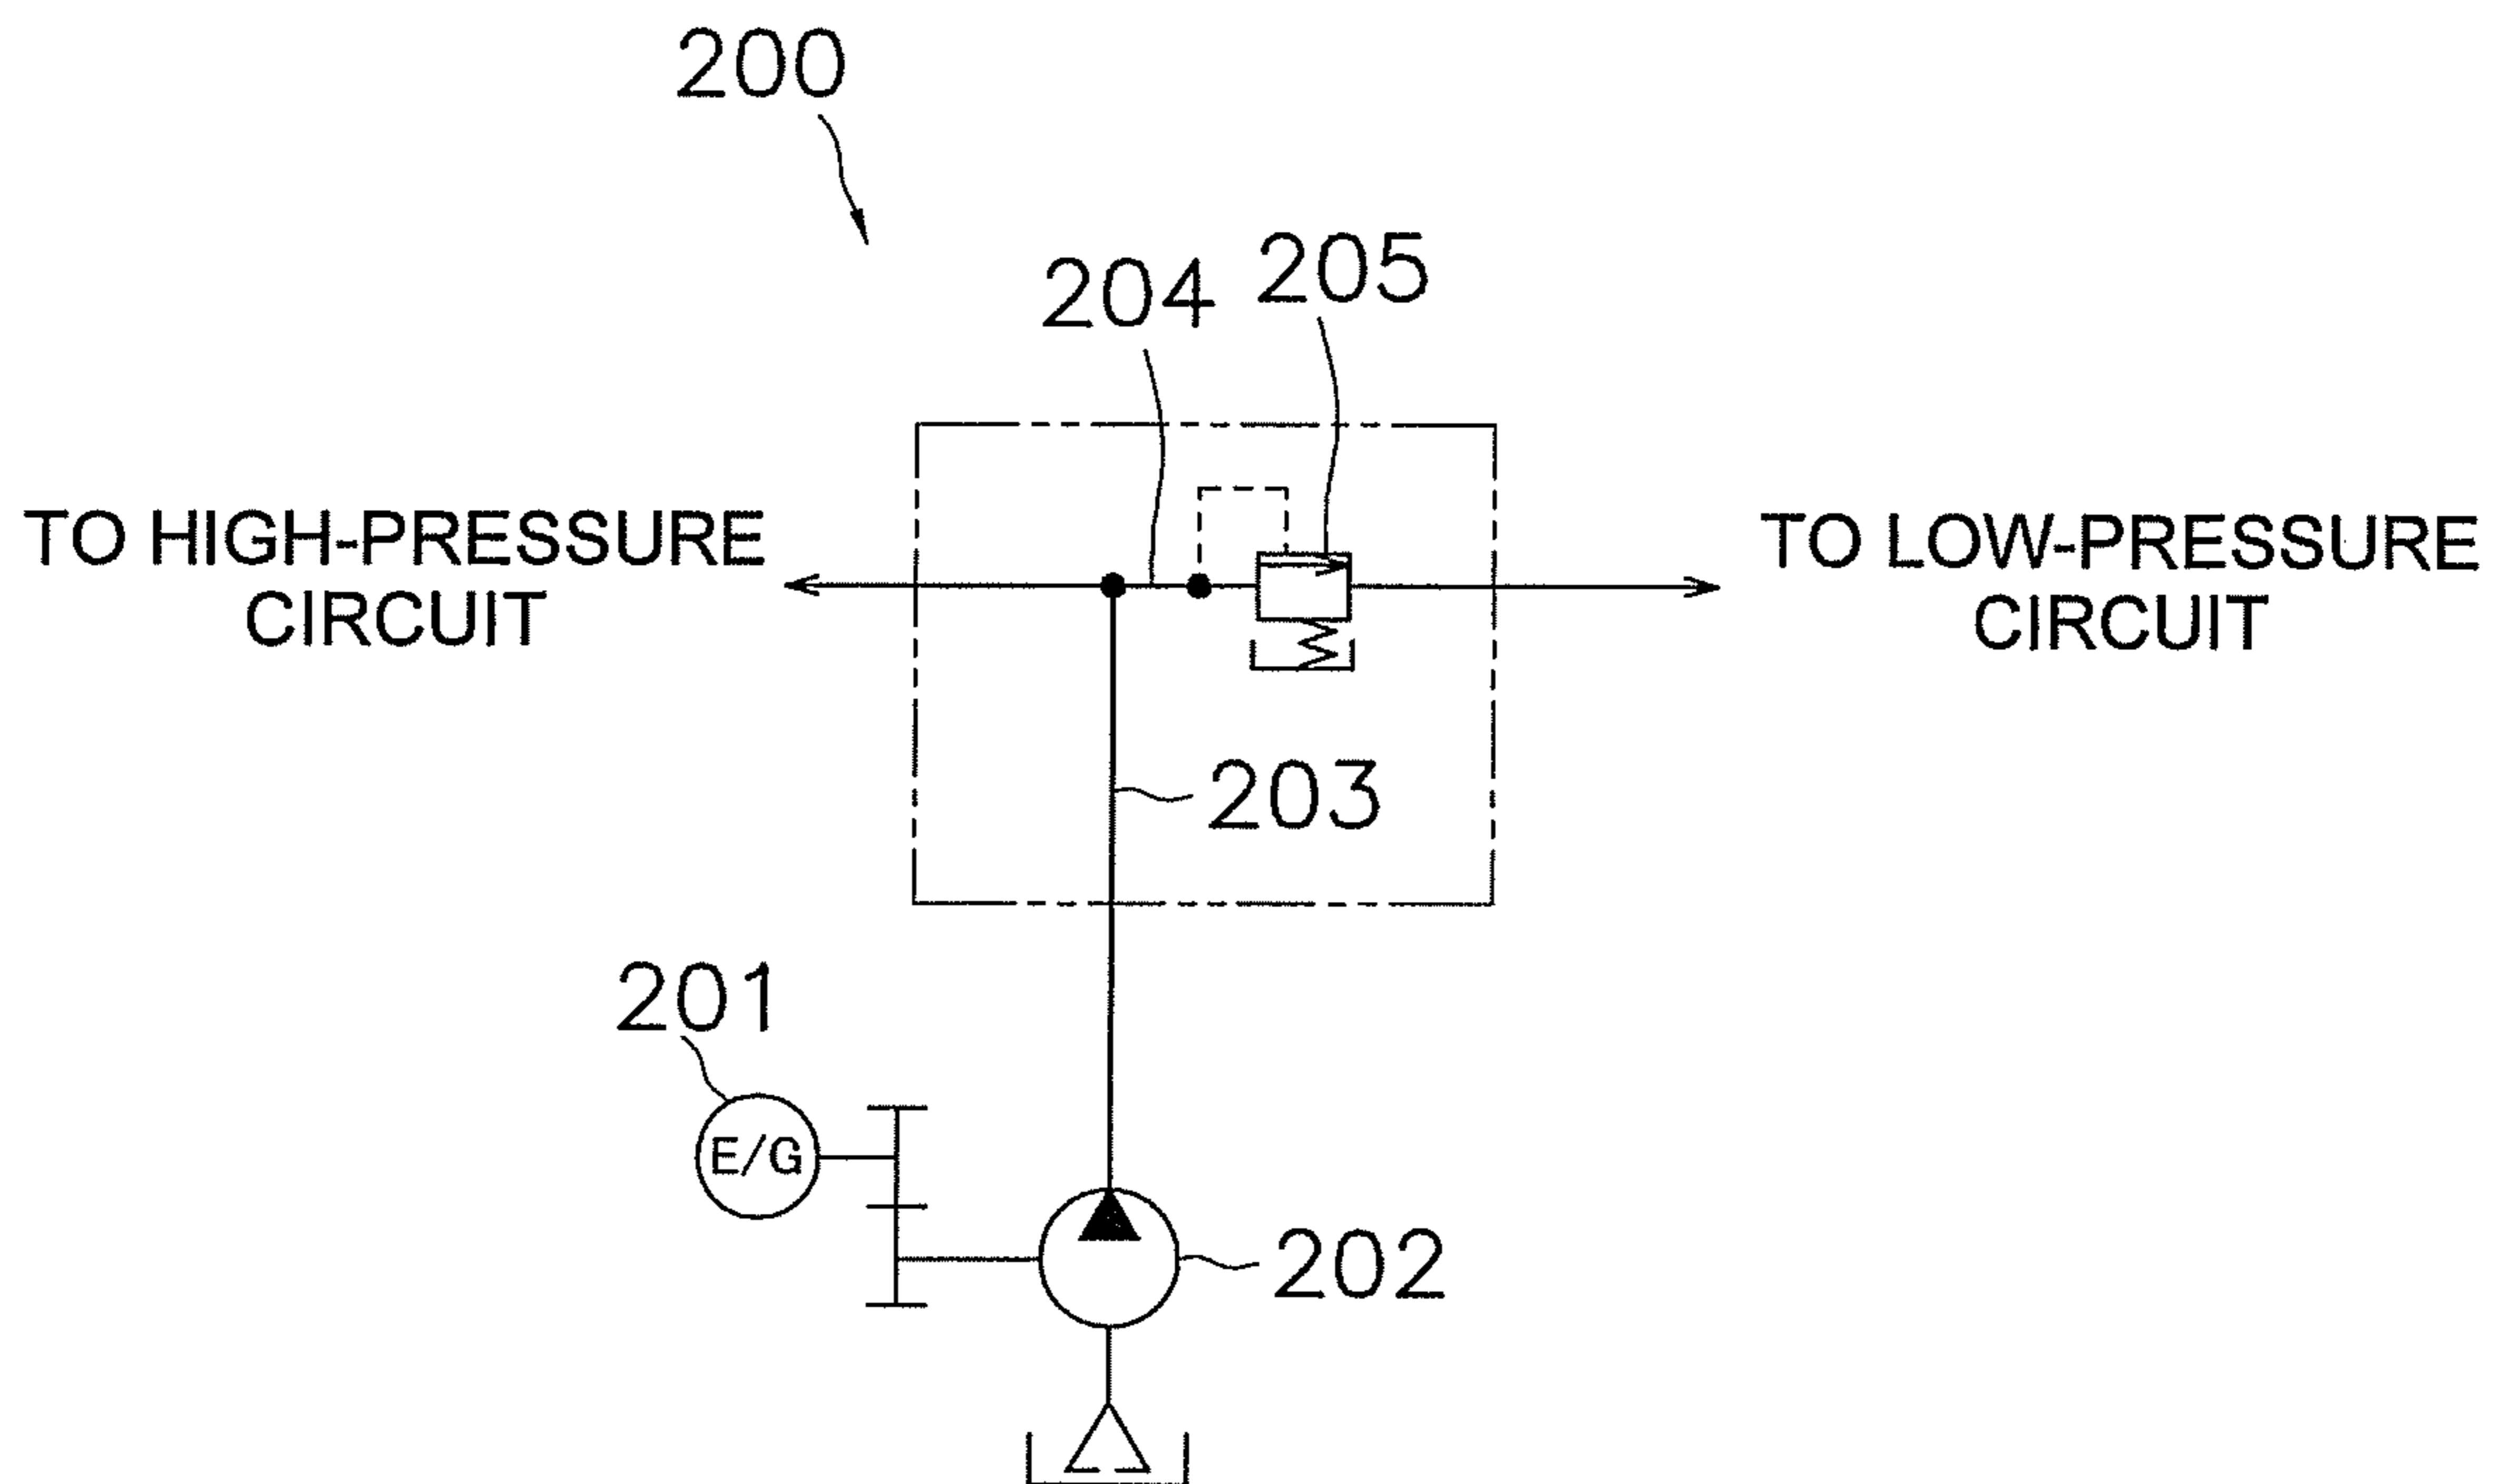 200
204
205
TO HIGH-PRESSURE
CIRCUIT
TO LOW-PRESSURE
CIRCUIT
203
201
E/G
202